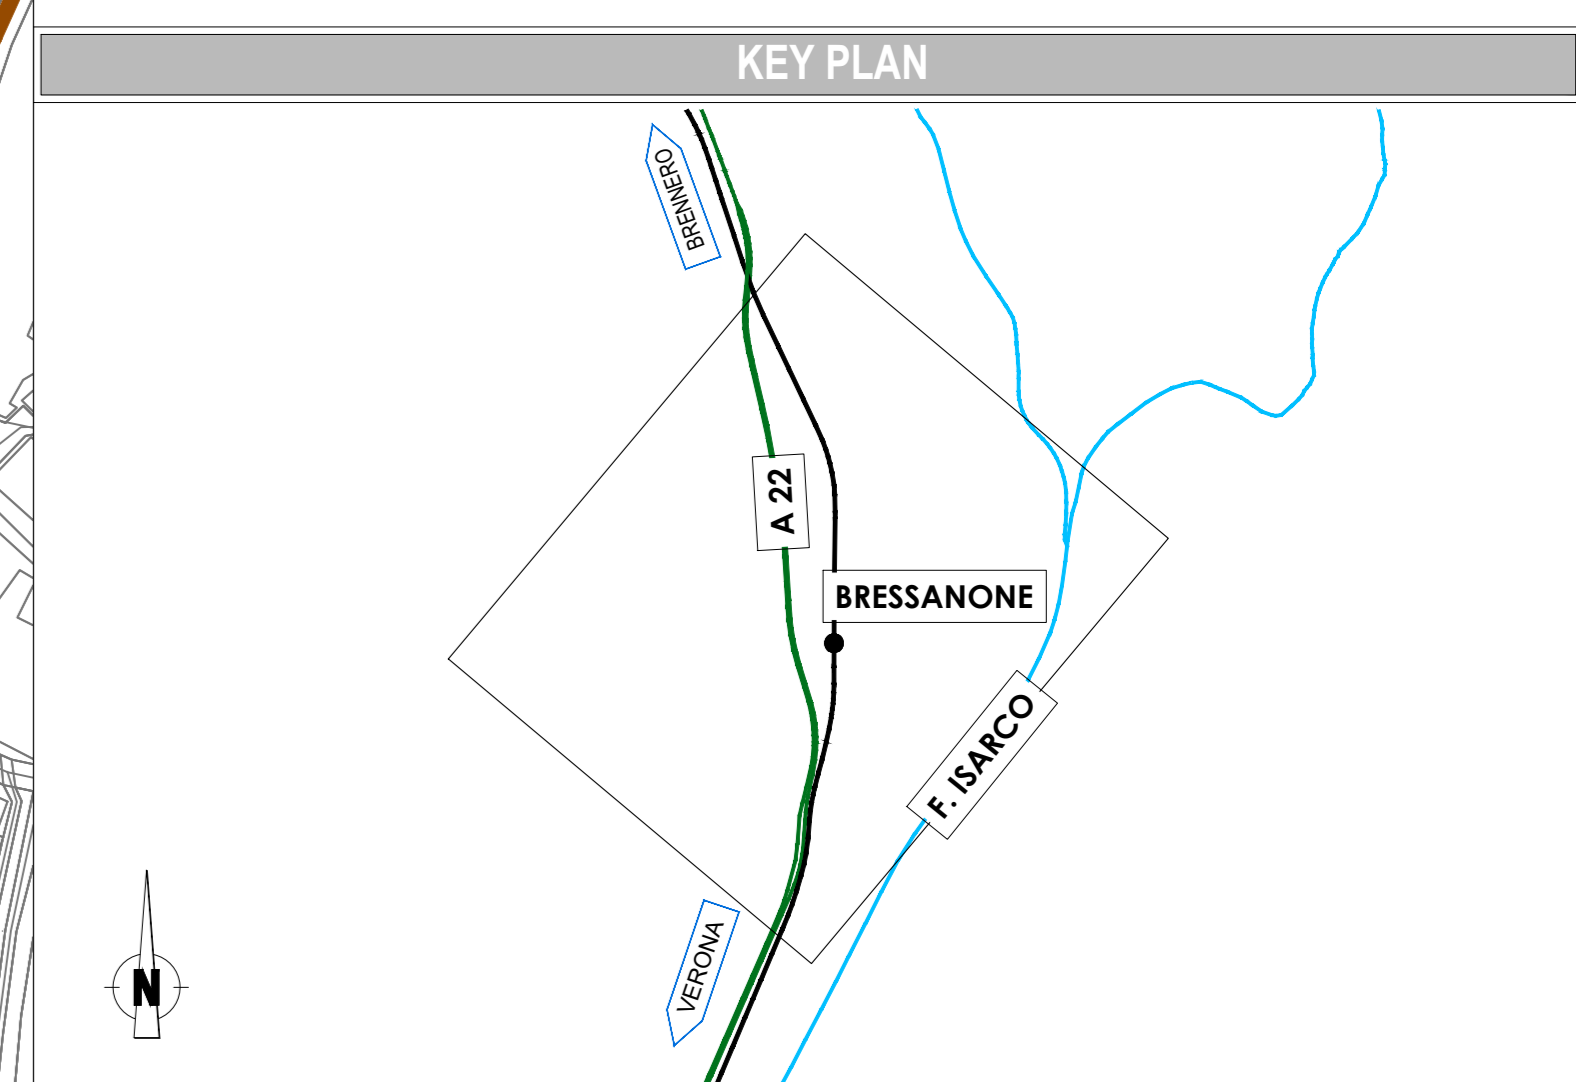 KEY PLAN
BRENNERO
A 22
BRESSANONE
F. ISARCO
VERONA
N